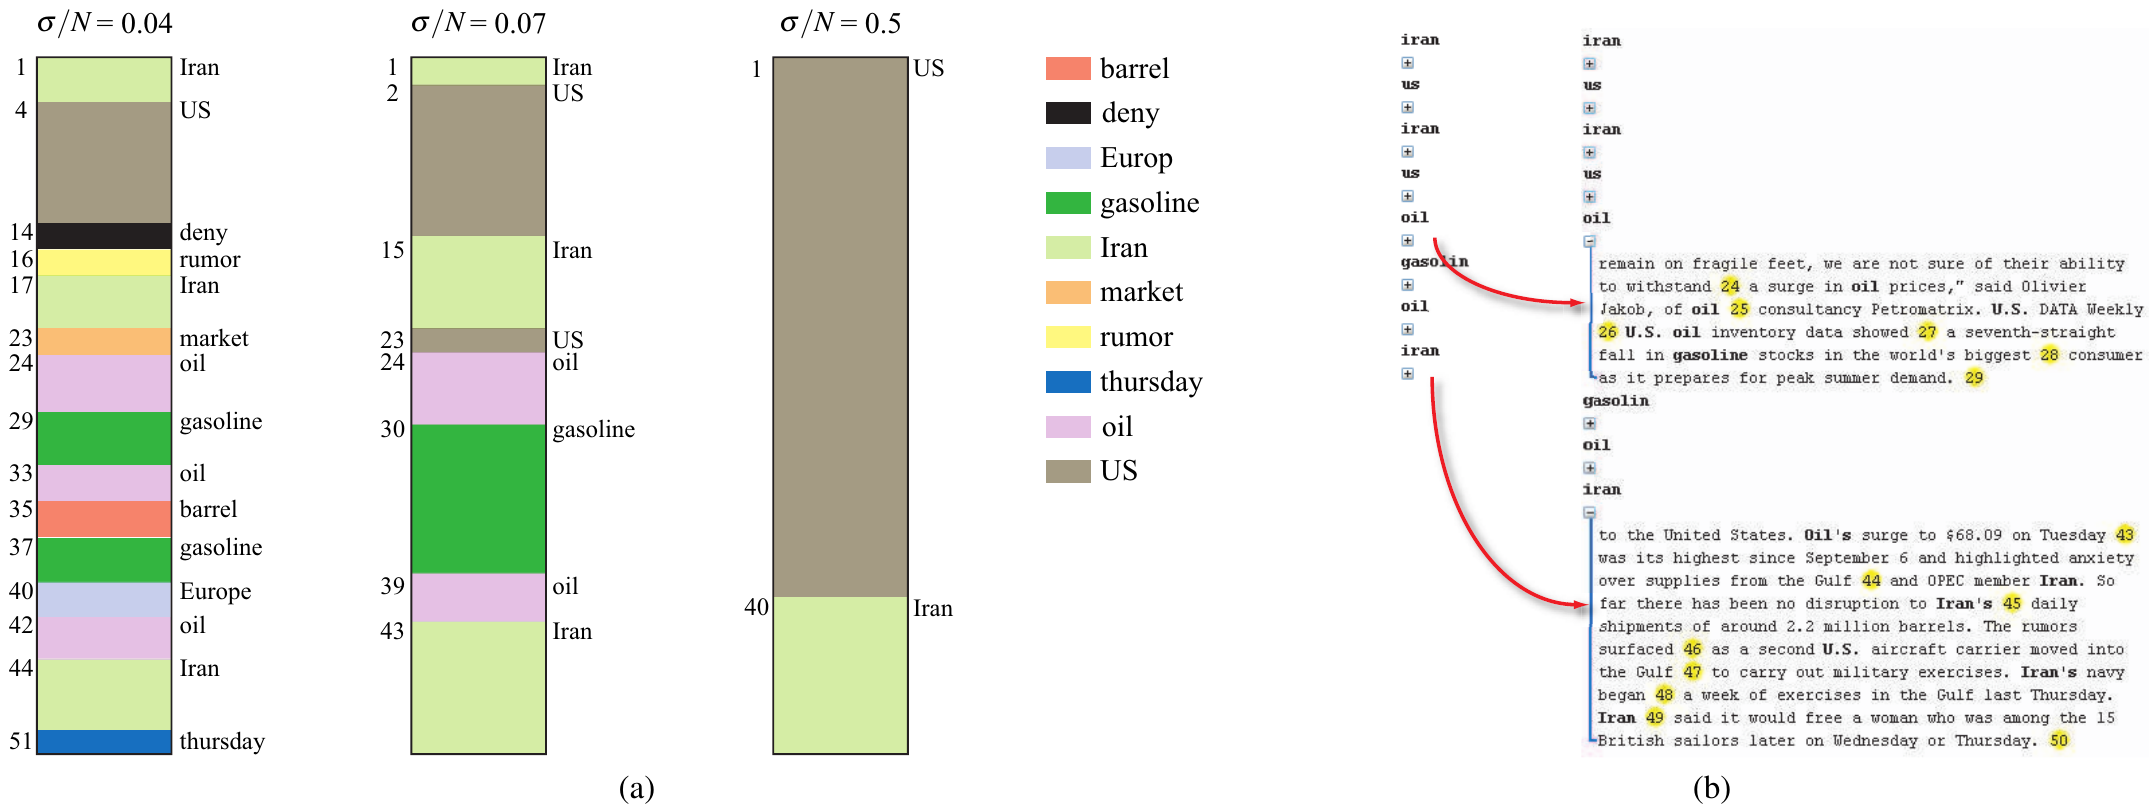 σ/N = 0.04
1 Iran
4 US
14 deny
16 rumor
17 Iran
23 market
24 oil
29 gasoline
33 oil
35 barrel
37 gasoline
40 Europe
42 oil
44 Iran
51 thursday
σ/N = 0.07
1 Iran
2 US
15 Iran
23 US
24 oil
30 gasoline
39 oil
43 Iran
σ/N = 0.5
1 US
40 Iran
barrel
deny
Europ
gasoline
Iran
market
rumor
thursday
oil
US
(a)
iran
us
iran
us
oil
gasolin
oil
iran
iran
us
iran
us
oil
remain on fragile feet, we are not sure of their ability
to withstand 24 a surge in oil prices,” said Olivier
Jakob, of oil 25 consultancy Petromatrix. U.S. DATA Weekly
26 U.S. oil inventory data showed 27 a seventh-straight
fall in gasoline stocks in the world's biggest 28 consumer
as it prepares for peak summer demand. 29
gasolin
oil
iran
to the United States. Oil's surge to $68.09 on Tuesday 43
was its highest since September 6 and highlighted anxiety
over supplies from the Gulf 44 and OPEC member Iran. So
far there has been no disruption to Iran's 45 daily
shipments of around 2.2 million barrels. The rumors
surfaced 46 as a second U.S. aircraft carrier moved into
the Gulf 47 to carry out military exercises. Iran's navy
began 48 a week of exercises in the Gulf last Thursday.
Iran 49 said it would free a woman who was among the 15
British sailors later on Wednesday or Thursday. 50
(b)